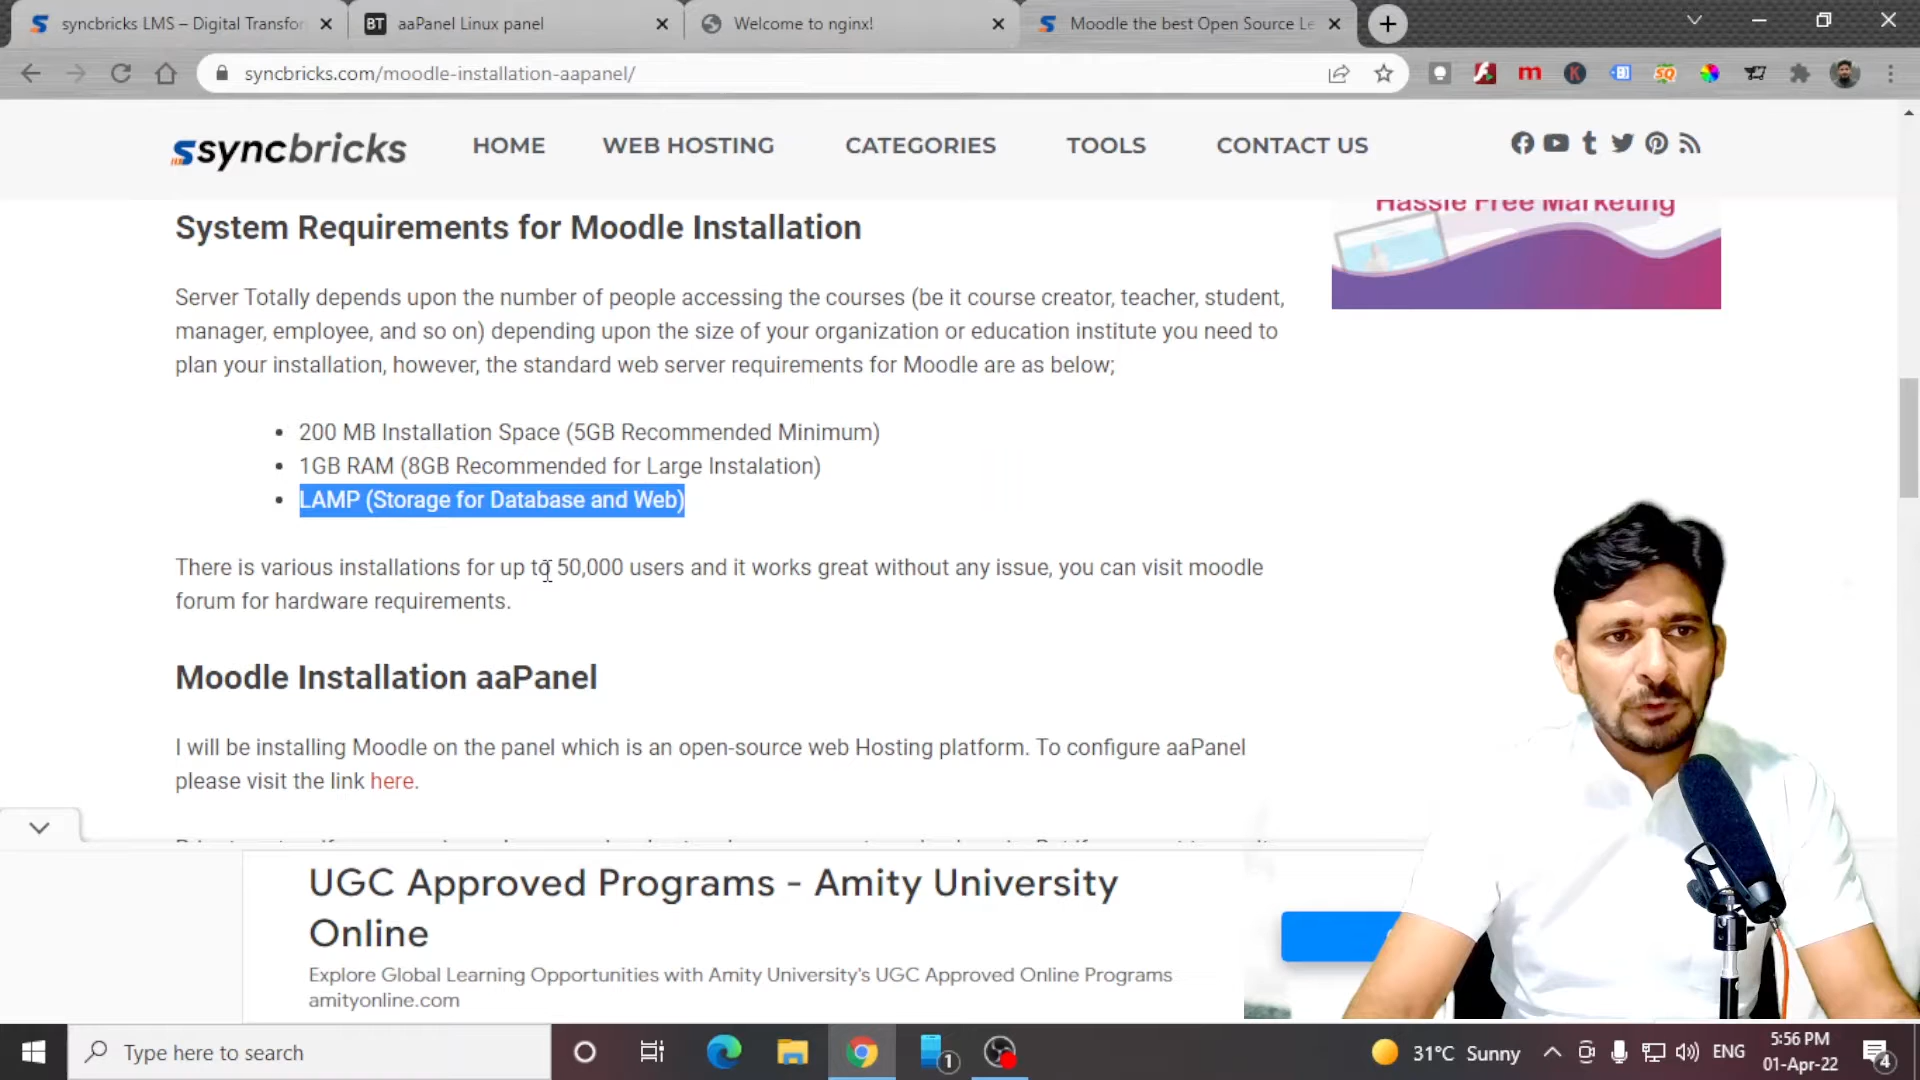 syncbricks LMS – Digital Transfor
aaPanel Linux panel
Welcome to nginx!
Moodle the best Open Source Le
syncbricks.com/moodle-installation-aapanel/
syncbricks
HOME
WEB HOSTING
CATEGORIES
TOOLS
CONTACT US
System Requirements for Moodle Installation
Hassle Free Marketing
Server Totally depends upon the number of people accessing the courses (be it course creator, teacher, student,
manager, employee, and so on) depending upon the size of your organization or education institute you need to
plan your installation, however, the standard web server requirements for Moodle are as below;
• 200 MB Installation Space (5GB Recommended Minimum)
• 1GB RAM (8GB Recommended for Large Instalation)
• LAMP (Storage for Database and Web)
There is various installations for up to 50,000 users and it works great without any issue, you can visit moodle
forum for hardware requirements.
Moodle Installation aaPanel
I will be installing Moodle on the panel which is an open-source web Hosting platform. To configure aaPanel
please visit the link here.
UGC Approved Programs - Amity University
Online
Explore Global Learning Opportunities with Amity University's UGC Approved Online Programs
amityonline.com
Type here to search
1
31°C Sunny
ENG
5:56 PM
01-Apr-22
4